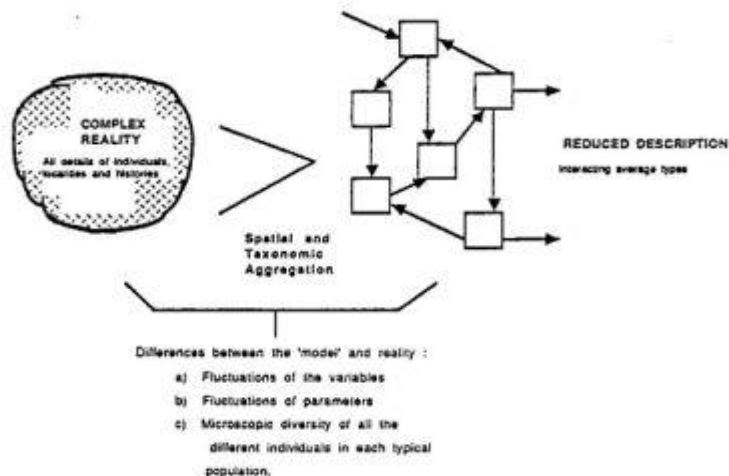 COMPLEX
REALITY
All details of individuals,
localities and histories
REDUCED DESCRIPTION
Interacting average types
Spatial and
Taxonomic
Aggregation
Differences between the 'model' and reality :
a) Fluctuations of the variables
b) Fluctuations of parameters
c) Microscopic diversity of all the
different individuals in each typical
population.